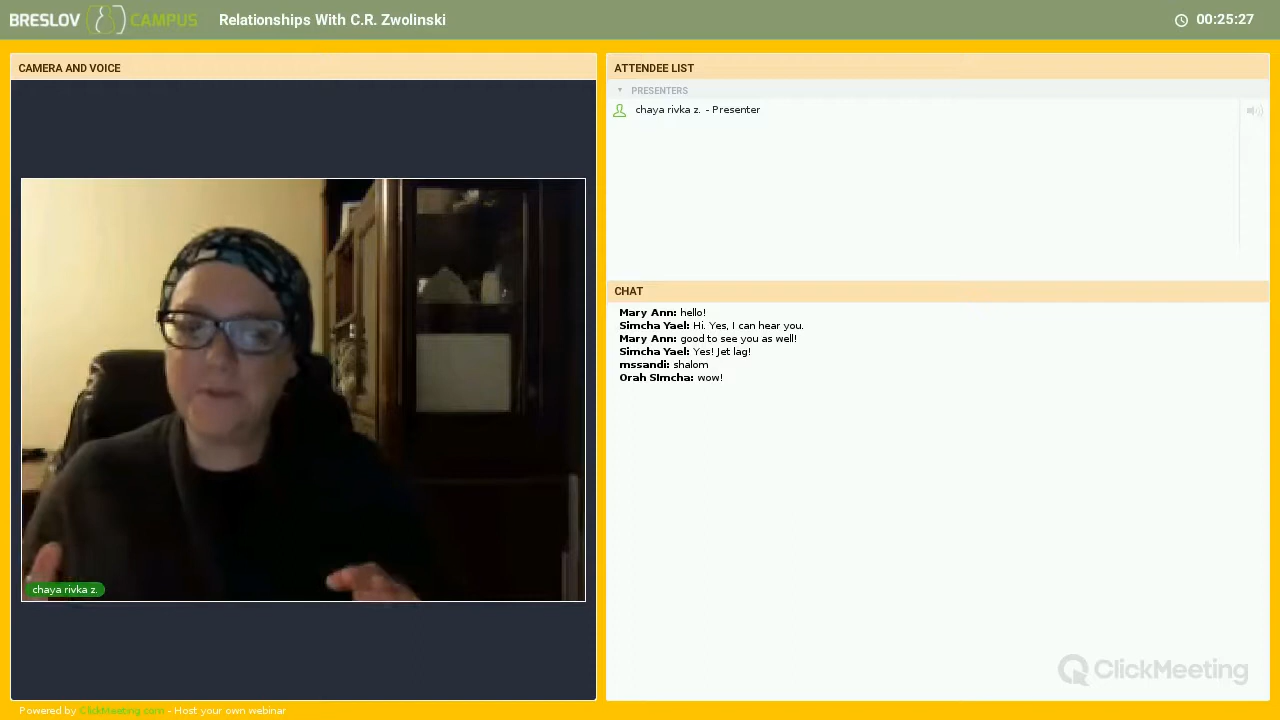 BRESLOV CAMPUS Relationships With C.R. Zwolinski 00:25:27
CAMERA AND VOICE
chaya rivka z.
ATTENDEE LIST
PRESENTERS
chaya rivka z. - Presenter
CHAT
Mary Ann: hello!
Simcha Yael: Hi. Yes, I can hear you.
Mary Ann: good to see you as well!
Simcha Yael: Yes! Jet lag!
mssandi: shalom
Orah SImcha: wow!
ClickMeeting
Powered by ClickMeeting.com - Host your own webinar